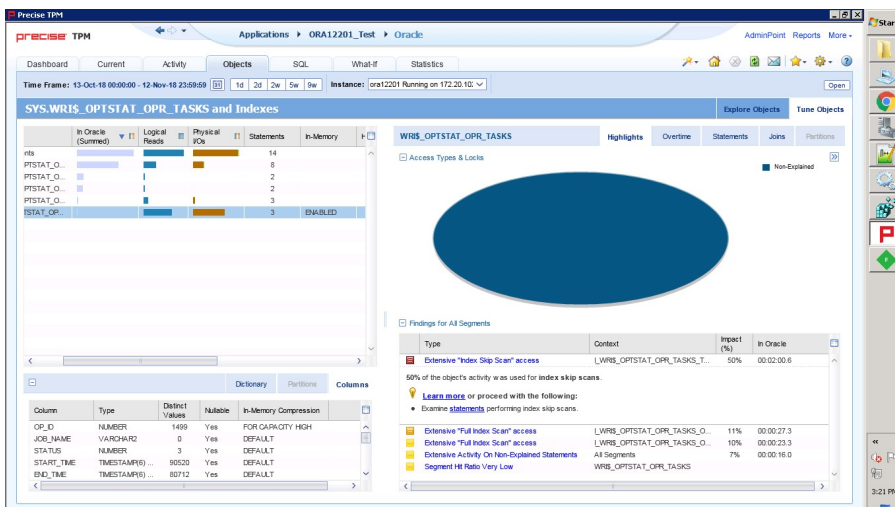 Precise TPM
precise TPM
Applications ▸ ORA12201_Test ▸ Oracle
AdminPoint Reports More
Dashboard Current Activity Objects SQL What-If Statistics
Time Frame: 13-Oct-18 00:00:00 - 12-Nov-18 23:59:59 1d 2d 2w 5w 9w Instance: ora12201 Running on 172.20.10: Open
SYS.WRI$_OPTSTAT_OPR_TASKS and Indexes
Explore Objects Tune Objects
In Oracle (Summed) Logical Reads Physical I/Os Statements In-Memory H
nts 14
PTSTAT_O... 8
PTSTAT_O... 2
PTSTAT_O... 2
PTSTAT_O... 3
TSTAT_OP... 3 ENABLED
Dictionary Partitions Columns
Column Type Distinct Values Nullable In-Memory Compression
OP_ID NUMBER 1499 Yes FOR CAPACITY HIGH
JOB_NAME VARCHAR2 0 Yes DEFAULT
STATUS NUMBER 3 Yes DEFAULT
START_TIME TIMESTAMP(6) ... 90520 Yes DEFAULT
END_TIME TIMESTAMP(6) ... 80712 Yes DEFAULT
WRI$_OPTSTAT_OPR_TASKS
Highlights Overtime Statements Joins Partitions
Access Types & Locks
Non-Explained
Findings for All Segments
Type Context Impact (%) In Oracle
Extensive "Index Skip Scan" access I_WRI$_OPTSTAT_OPR_TASKS_T... 50% 00:02:00.6
50% of the object's activity was used for index skip scans.
Learn more or proceed with the following:
• Examine statements performing index skip scans.
Extensive "Full Index Scan" access I_WRI$_OPTSTAT_OPR_TASKS_O... 11% 00:00:27.3
Extensive "Full Index Scan" access I_WRI$_OPTSTAT_OPR_TASKS_O... 10% 00:00:23.3
Extensive Activity On Non-Explained Statements All Segments 7% 00:00:16.0
Segment Hit Ratio Very Low WRI$_OPTSTAT_OPR_TASKS
Star
3:21 PM